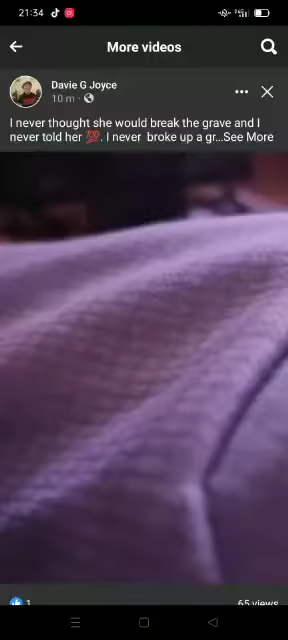 21:34
More videos
Davie G Joyce
10 m ·
I never thought she would break the grave and I
never told her 💯. I never broke up a gr...See More
1
65 views